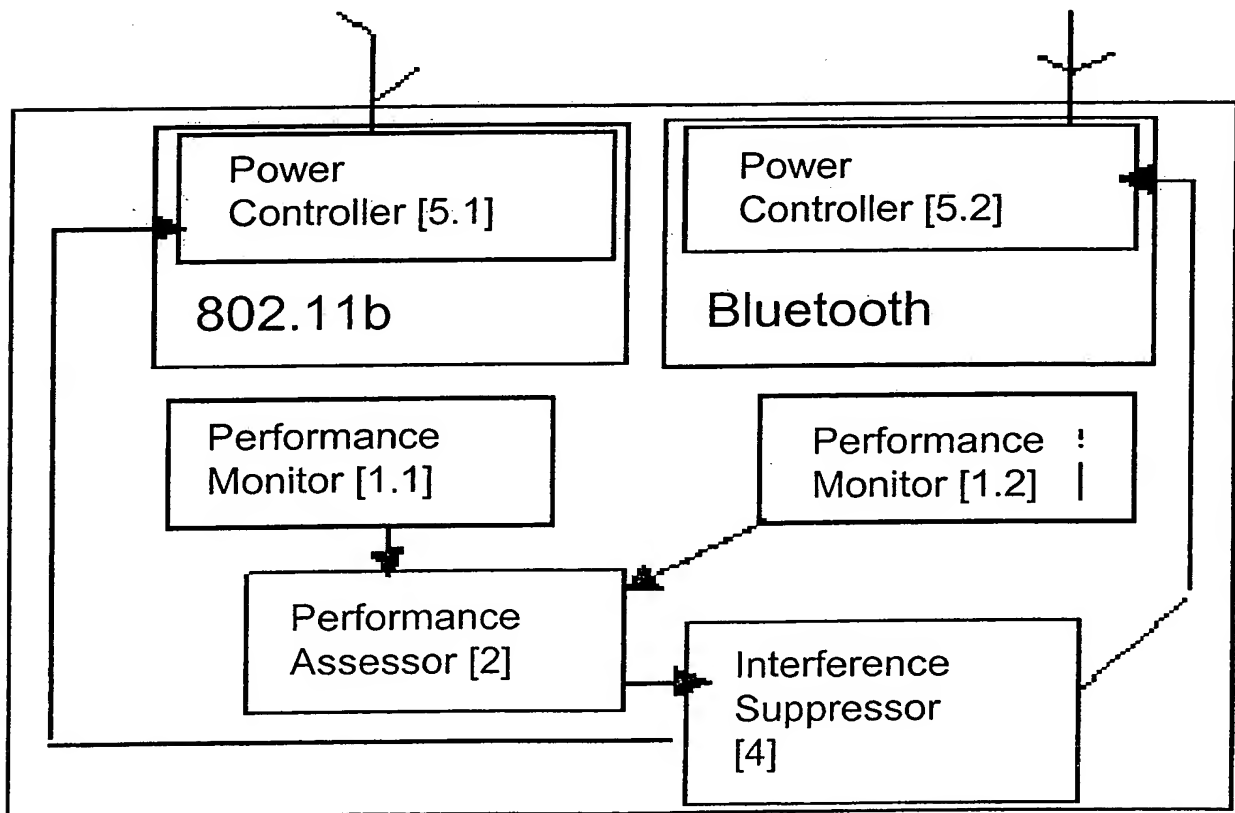 Power
Controller [5.1]
802.11b
Power
Controller [5.2]
Bluetooth
Performance
Monitor [1.1]
Performance
Monitor [1.2]
Performance
Assessor [2]
Interference
Suppressor
[4]